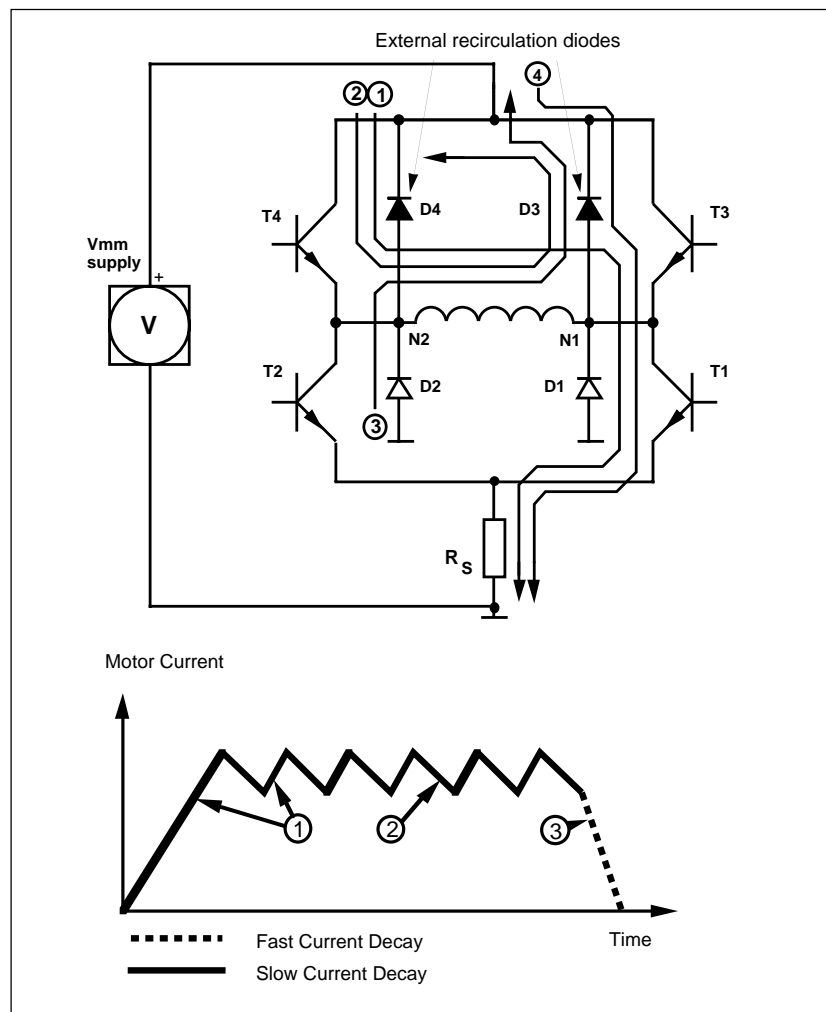 External recirculation diodes
2 1 4
T4 D4 D3 T3
Vmm
supply
+
V
N2 N1
T2 D2 D1 T1
3
RS
Motor Current
1 2 3
Fast Current Decay Time
Slow Current Decay